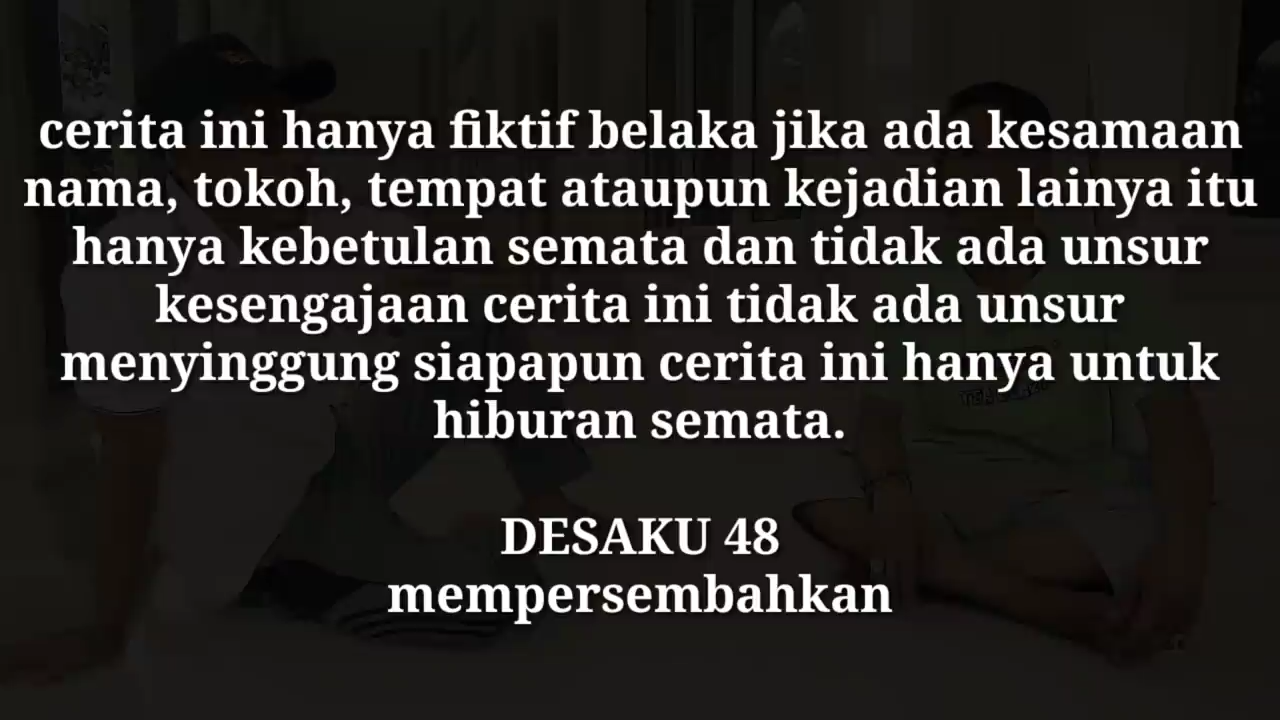 cerita ini hanya fiktif belaka jika ada kesamaan
nama, tokoh, tempat ataupun kejadian lainya itu
hanya kebetulan semata dan tidak ada unsur
kesengajaan cerita ini tidak ada unsur
menyinggung siapapun cerita ini hanya untuk
hiburan semata.
DESAKU 48
mempersembahkan